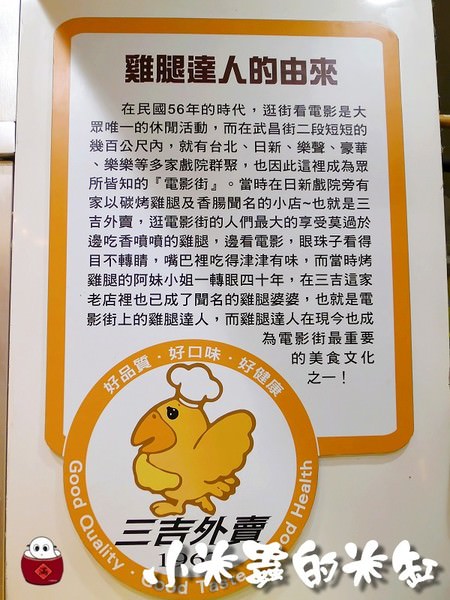 雞腿達人的由來
在民國56年的時代，逛街看電影是大
眾唯一的休閒活動，而在武昌街二段短短的
幾百公尺內，就有台北、日新、樂聲、豪華
、樂樂等多家戲院群聚，也因此這裡成為眾
所皆知的『電影街』。當時在日新戲院旁有
家以碳烤雞腿及香腸聞名的小店~也就是三
吉外賣，逛電影街的人們最大的享受莫過於
邊吃香噴噴的雞腿，邊看電影，眼珠子看得
目不轉睛，嘴巴裡吃得津津有味，而當時烤
雞腿的阿妹小姐一轉眼四十年，在三吉這家
老店裡也已成了聞名的雞腿婆婆，也就是電
影街上的雞腿達人，而雞腿達人在現今也成
為電影街最重要
的美食文化
之一！
好品質·好口味·好健康
三吉外賣
Good Quality · Good Taste · Good Health
小米蟲的米缸